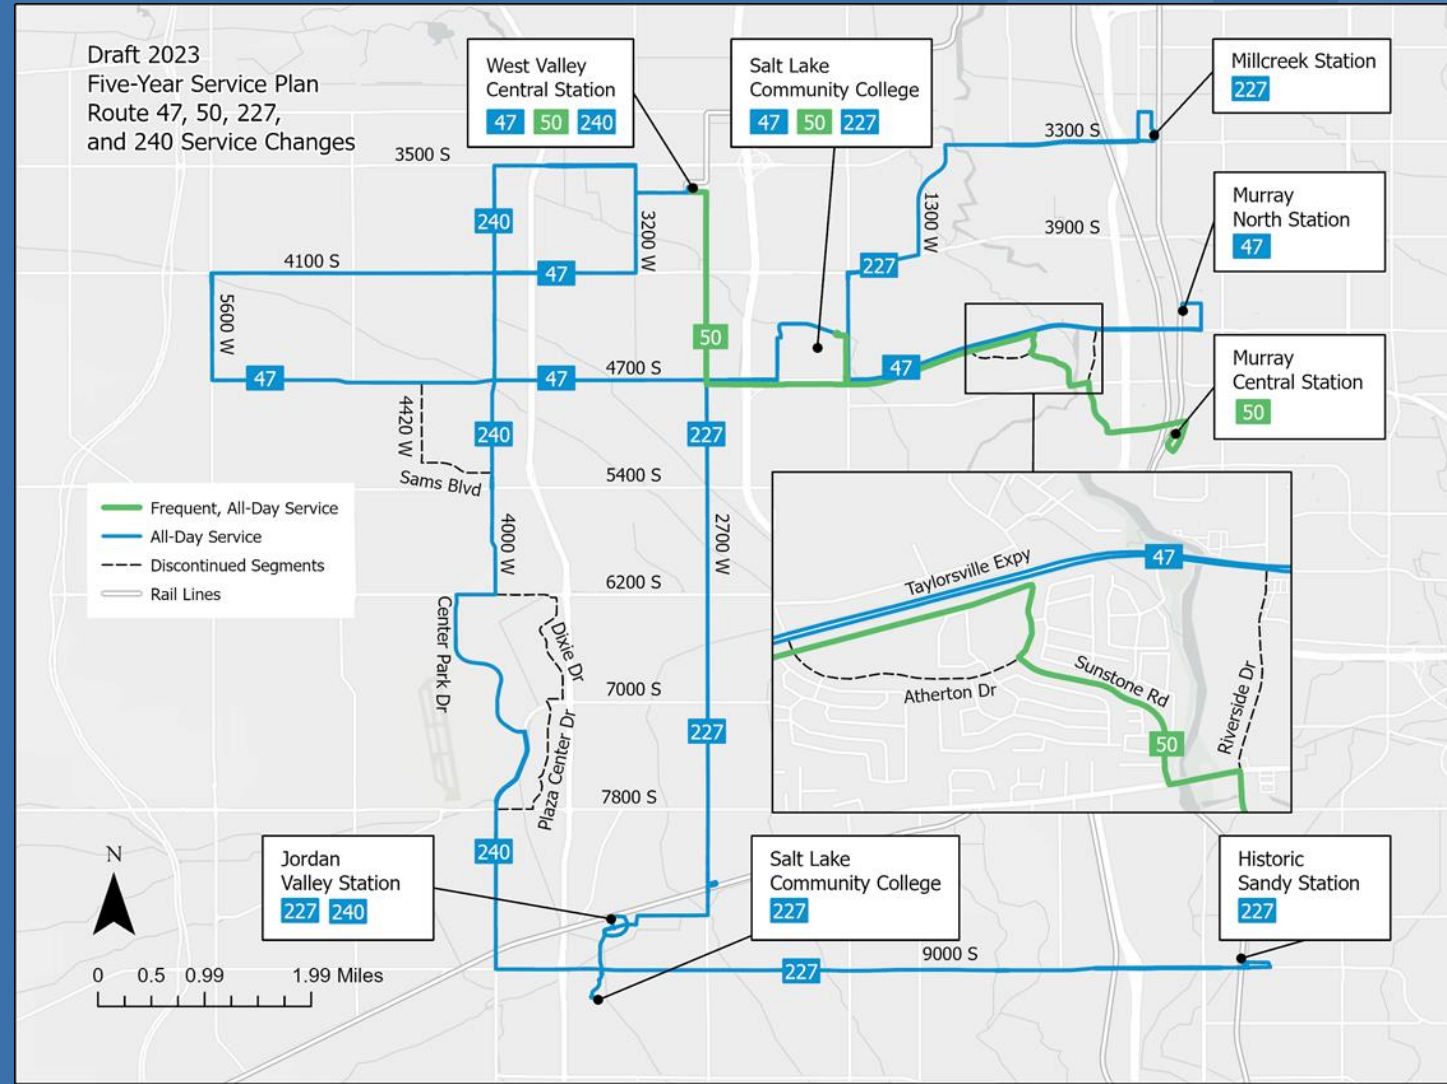 Draft 2023
Five-Year Service Plan
Route 47, 50, 227,
and 240 Service Changes
West Valley
Central Station
47 50 240
Salt Lake
Community College
47 50 227
Millcreek Station
227
Murray
North Station
47
Murray
Central Station
50
3500 S
3300 S
240
3200 W
1300 W
3900 S
4100 S
47
227
5600 W
50
47
47
4700 S
47
4420 W
240
227
Sams Blvd
5400 S
Frequent, All-Day Service
All-Day Service
Discontinued Segments
Rail Lines
4000 W
2700 W
6200 S
Center Park Dr
Dixie Dr
7000 S
Plaza Center Dr
227
7800 S
47
Taylorsville Expy
Atherton Dr
Sunstone Rd
50
Riverside Dr
240
Jordan
Valley Station
227 240
Salt Lake
Community College
227
Historic
Sandy Station
227
9000 S
227
N
0 0.5 0.99 1.99 Miles